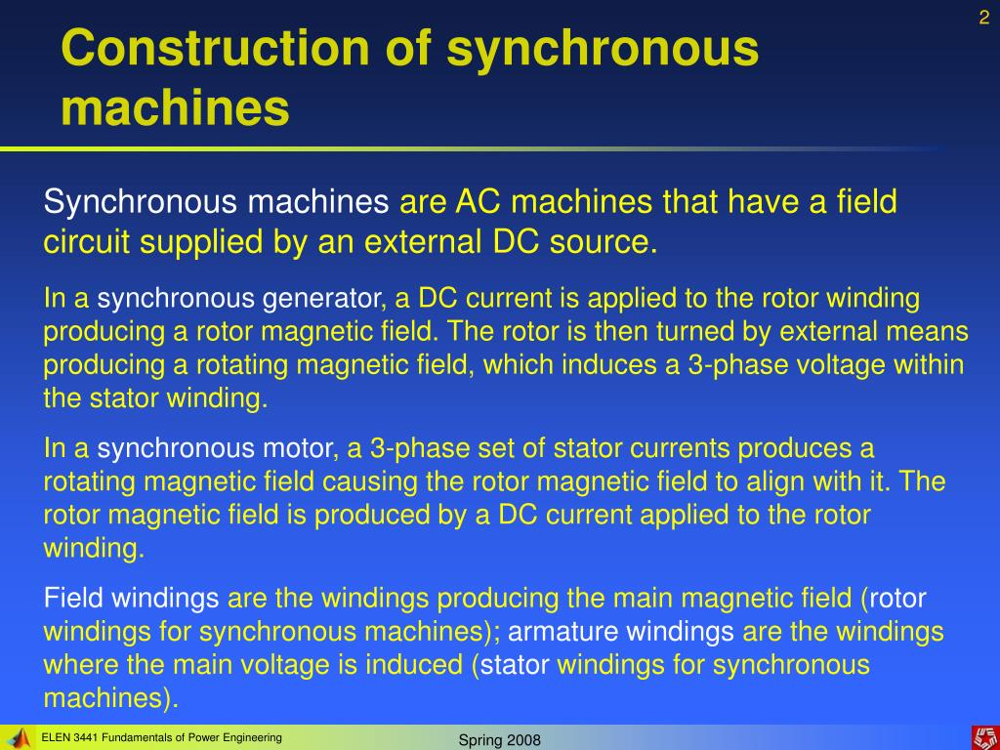 2
Construction of synchronous
machines
Synchronous machines are AC machines that have a field
circuit supplied by an external DC source.
In a synchronous generator, a DC current is applied to the rotor winding
producing a rotor magnetic field. The rotor is then turned by external means
producing a rotating magnetic field, which induces a 3-phase voltage within
the stator winding.
In a synchronous motor, a 3-phase set of stator currents produces a
rotating magnetic field causing the rotor magnetic field to align with it. The
rotor magnetic field is produced by a DC current applied to the rotor
winding.
Field windings are the windings producing the main magnetic field (rotor
windings for synchronous machines); armature windings are the windings
where the main voltage is induced (stator windings for synchronous
machines).
ELEN 3441 Fundamentals of Power Engineering
Spring 2008